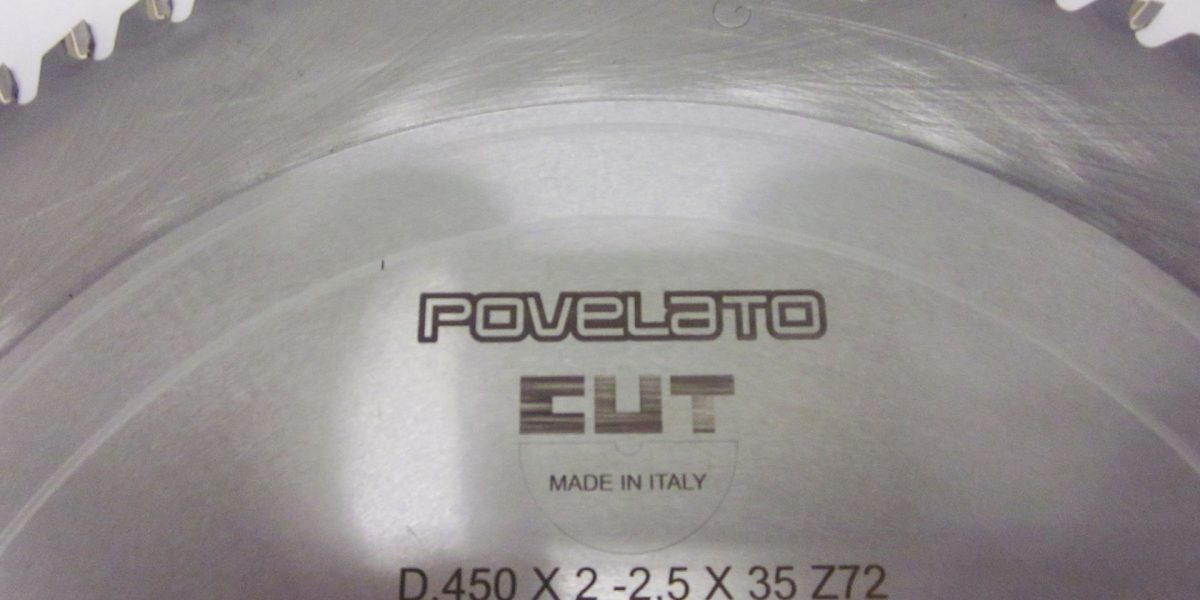 POVELATO
CUT
MADE IN ITALY
D.450 X 2 -2.5 X 35 Z72